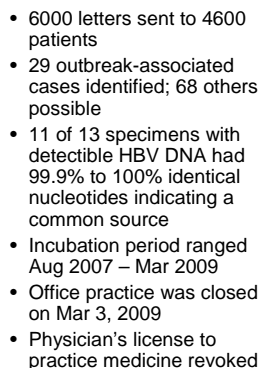 • 6000 letters sent to 4600
patients
• 29 outbreak-associated
cases identified; 68 others
possible
• 11 of 13 specimens with
detectible HBV DNA had
99.9% to 100% identical
nucleotides indicating a
common source
• Incubation period ranged
Aug 2007 – Mar 2009
• Office practice was closed
on Mar 3, 2009
• Physician's license to
practice medicine revoked